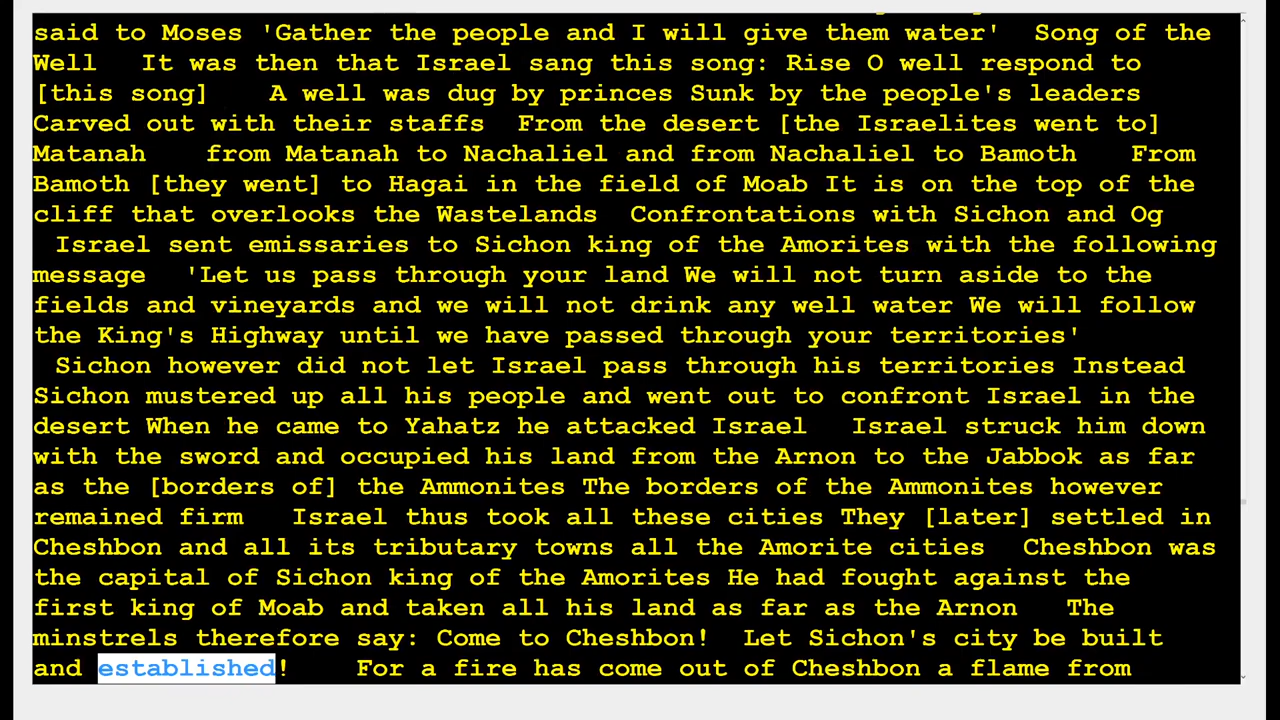 said to Moses 'Gather the people and I will give them water'  Song of the
Well   It was then that Israel sang this song: Rise O well respond to
[this song]    A well was dug by princes Sunk by the people's leaders
Carved out with their staffs  From the desert [the Israelites went to]
Matanah    from Matanah to Nachaliel and from Nachaliel to Bamoth   From
Bamoth [they went] to Hagai in the field of Moab It is on the top of the
cliff that overlooks the Wastelands  Confrontations with Sichon and Og
Israel sent emissaries to Sichon king of the Amorites with the following
message  'Let us pass through your land We will not turn aside to the
fields and vineyards and we will not drink any well water We will follow
the King's Highway until we have passed through your territories'
Sichon however did not let Israel pass through his territories Instead
Sichon mustered up all his people and went out to confront Israel in the
desert When he came to Yahatz he attacked Israel   Israel struck him down
with the sword and occupied his land from the Arnon to the Jabbok as far
as the [borders of] the Ammonites The borders of the Ammonites however
remained firm   Israel thus took all these cities They [later] settled in
Cheshbon and all its tributary towns all the Amorite cities  Cheshbon was
the capital of Sichon king of the Amorites He had fought against the
first king of Moab and taken all his land as far as the Arnon   The
minstrels therefore say: Come to Cheshbon!  Let Sichon's city be built
and established!    For a fire has come out of Cheshbon a flame from